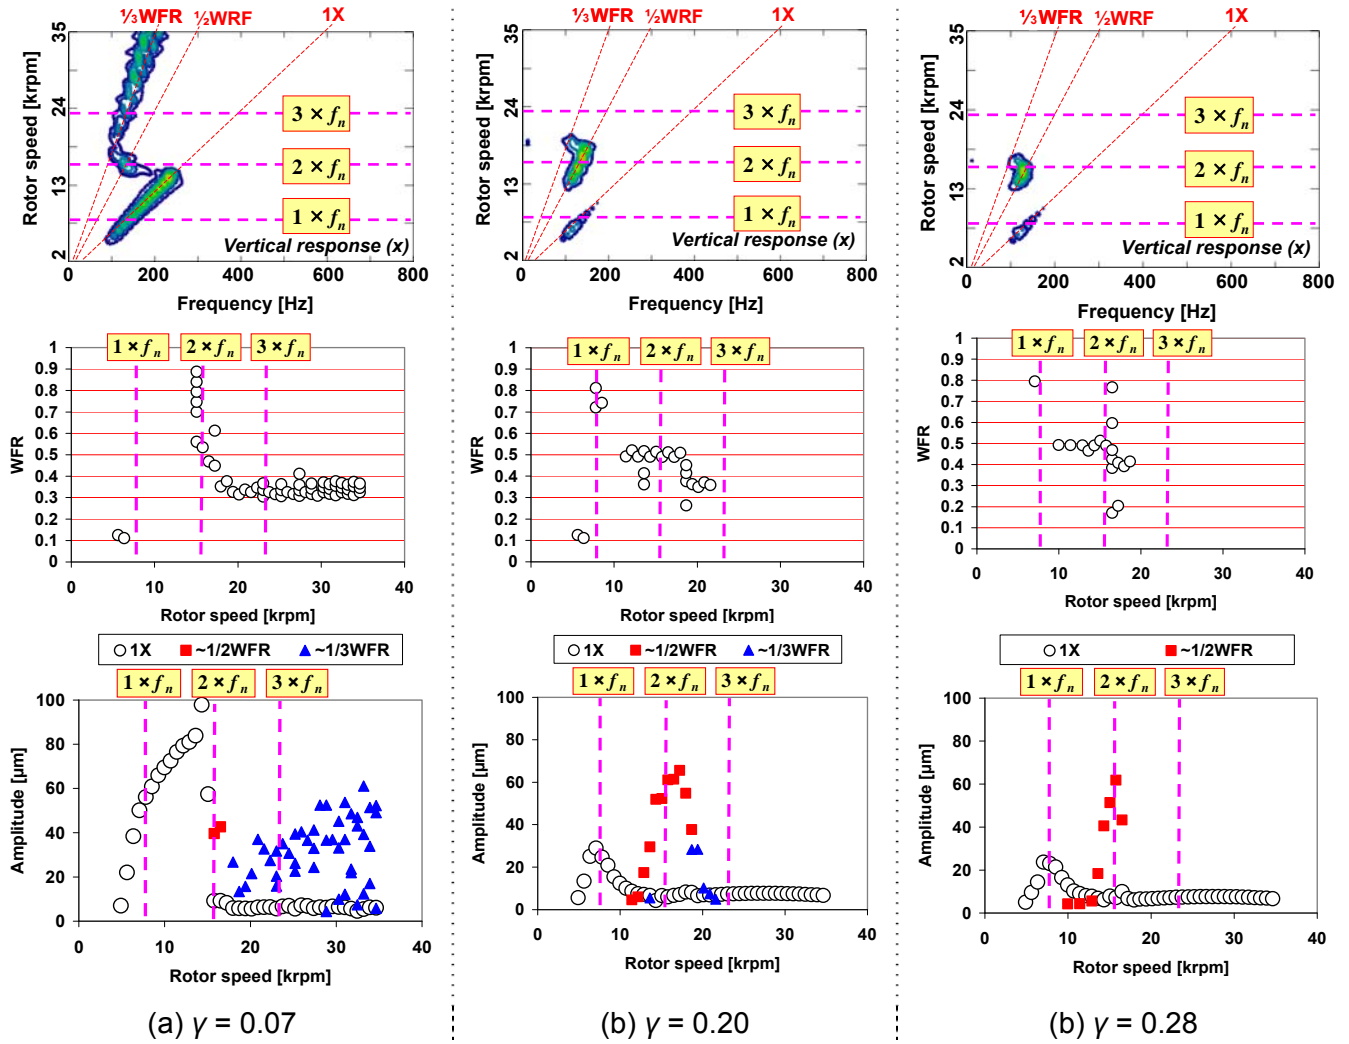 ⅓WFR ½WRF 1X
Rotor speed [krpm]
35
24
13
2
3 × fn
2 × fn
1 × fn
Vertical response (x)
0 200 400 600 800
Frequency [Hz]
⅓WFR ½WRF 1X
Rotor speed [krpm]
35
24
13
2
3 × fn
2 × fn
1 × fn
Vertical response (x)
0 200 400 600 800
Frequency [Hz]
⅓WFR ½WRF 1X
Rotor speed [krpm]
35
34
13
2
3 × fn
2 × fn
1 × fn
Vertical response (x)
0 200 400 600 800
Frequency [Hz]
1 × fn 2 × fn 3 × fn
WFR
1
0.9
0.8
0.7
0.6
0.5
0.4
0.3
0.2
0.1
0
0 10 20 30 40
Rotor speed [krpm]
1 × fn 2 × fn 3 × fn
WFR
1
0.9
0.8
0.7
0.6
0.5
0.4
0.3
0.2
0.1
0
0 10 20 30 40
Rotor speed [krpm]
1 × fn 2 × fn 3 × fn
WFR
1
0.9
0.8
0.7
0.6
0.5
0.4
0.3
0.2
0.1
0
0 10 20 30 40
Rotor speed [krpm]
1X ~1/2WFR ~1/3WFR
1 × fn 2 × fn 3 × fn
Amplitude [µm]
100
80
60
40
20
0
0 10 20 30 40
Rotor speed [krpm]
1X ~1/2WFR ~1/3WFR
1 × fn 2 × fn 3 × fn
Amplitude [µm]
100
80
60
40
20
0
0 10 20 30 40
Rotor speed [krpm]
1X ~1/2WFR
1 × fn 2 × fn 3 × fn
Amplitude [µm]
100
80
60
40
20
0
0 10 20 30 40
Rotor speed [krpm]
(a) γ = 0.07
(b) γ = 0.20
(b) γ = 0.28